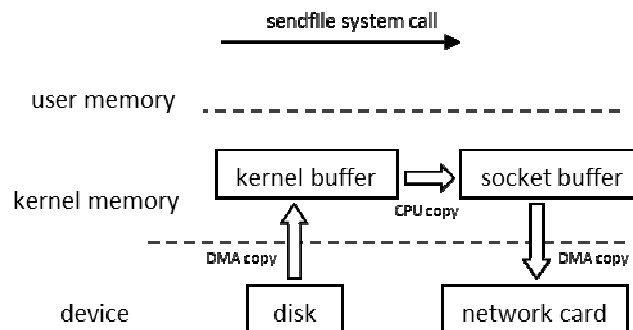 sendfile system call
user memory
kernel buffer
socket buffer
kernel memory
CPU copy
DMA copy
DMA copy
device
disk
network card